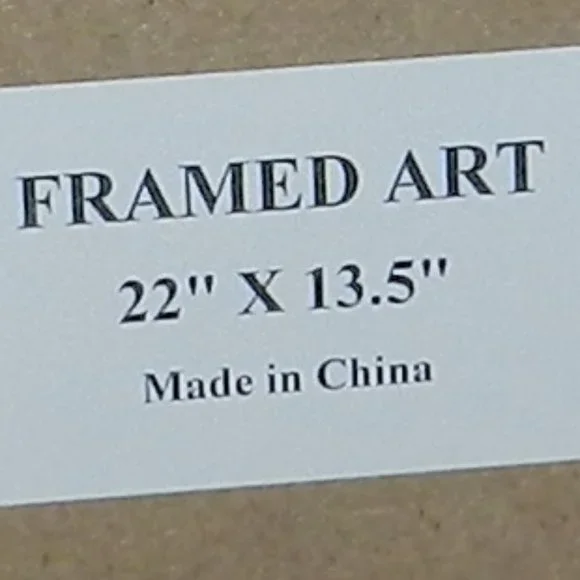 FRAMED ART
22" X 13.5"
Made in China